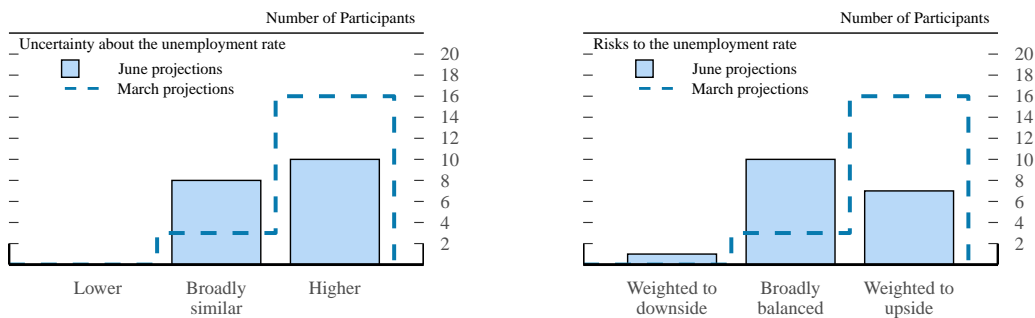 Number of Participants
Uncertainty about the unemployment rate
June projections
March projections
20
18
16
14
12
10
8
6
4
2
Lower
Broadly
similar
Higher
Number of Participants
Risks to the unemployment rate
June projections
March projections
20
18
16
14
12
10
8
6
4
2
Weighted to
downside
Broadly
balanced
Weighted to
upside